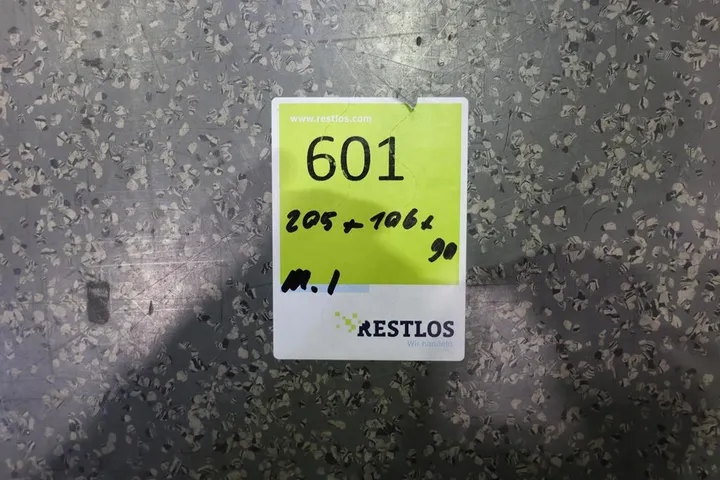 www.restlos.com
601
205 x 106 x
90
M. 1
RESTLOS
Wir Handeln